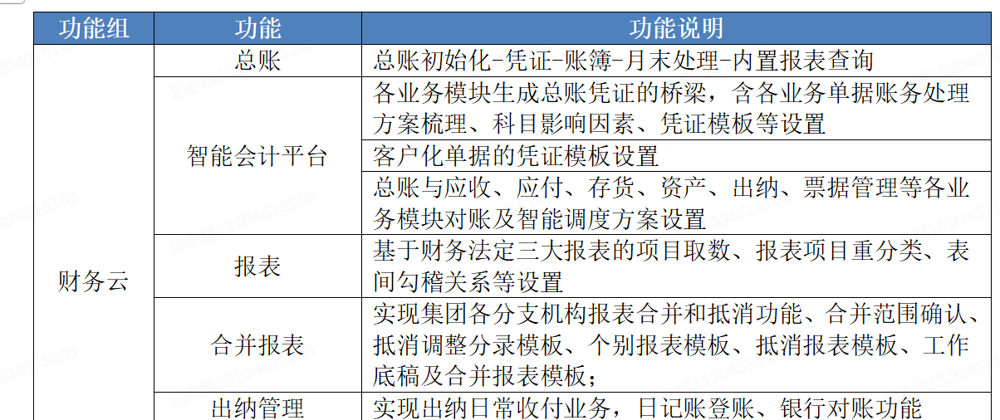 功能组 功能 功能说明
财务云
总账
总账初始化-凭证-账簿-月末处理-内置报表查询
智能会计平台
各业务模块生成总账凭证的桥梁，含各业务单据账务处理
方案梳理、科目影响因素、凭证模板等设置
客户化单据的凭证模板设置
总账与应收、应付、存货、资产、出纳、票据管理等各业
务模块对账及智能调度方案设置
报表
基于财务法定三大报表的项目取数、报表项目重分类、表
间勾稽关系等设置
合并报表
实现集团各分支机构报表合并和抵消功能、合并范围确认、
抵消调整分录模板、个别报表模板、抵消报表模板、工作
底稿及合并报表模板；
出纳管理
实现出纳日常收付业务，日记账登账、银行对账功能